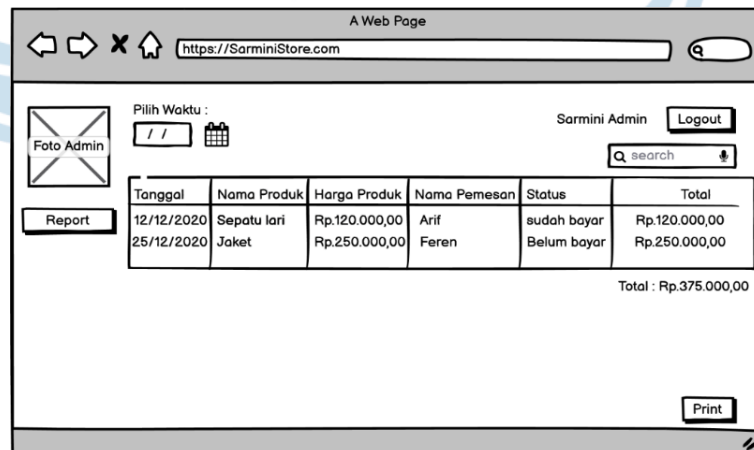 A Web Page
https://SarminiStore.com
Pilih Waktu :
/ /
Sarmini Admin Logout
Foto Admin
search
Tanggal Nama Produk Harga Produk Nama Pemesan Status Total
12/12/2020 Sepatu lari Rp.120.000,00 Arif sudah bayar Rp.120.000,00
25/12/2020 Jaket Rp.250.000,00 Feren Belum bayar Rp.250.000,00
Report
Total : Rp.375.000,00
Print